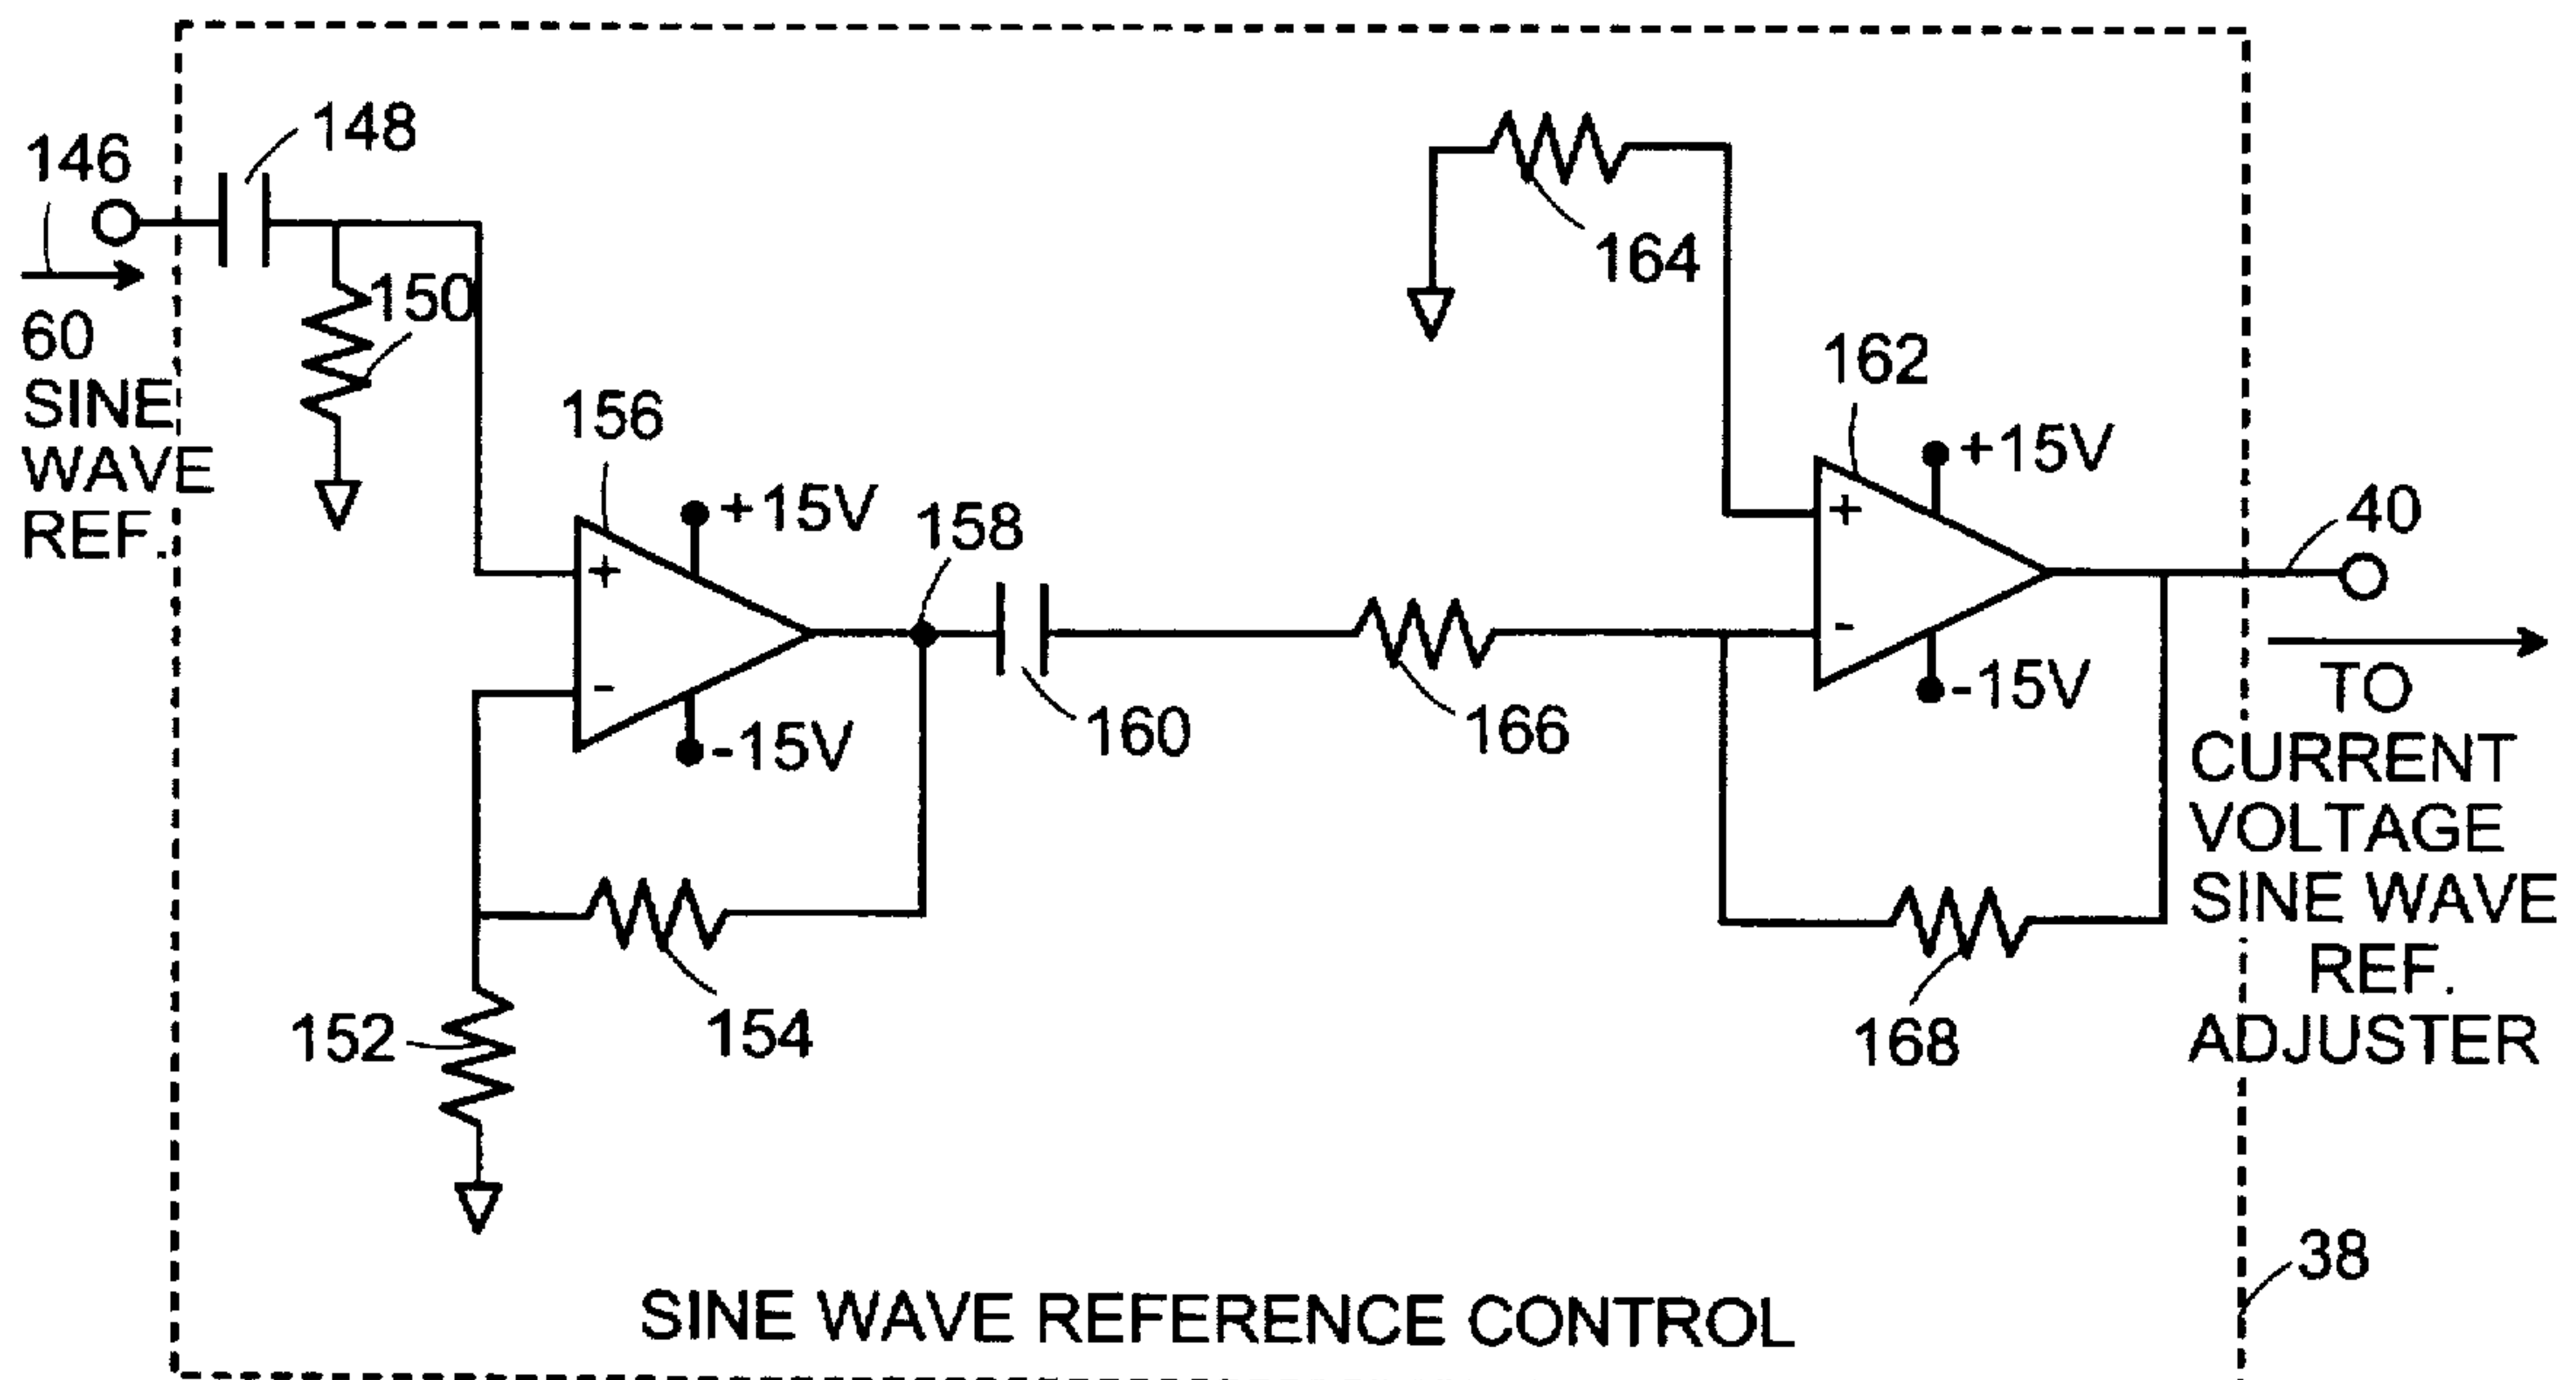 148
146
150
60
SINE
WAVE
REF.
164
162
156
+15V
+15V
158
40
+
+
-
-
-15V
-15V
160
166
TO
CURRENT
VOLTAGE
SINE WAVE
REF.
ADJUSTER
152
154
168
38
SINE WAVE REFERENCE CONTROL